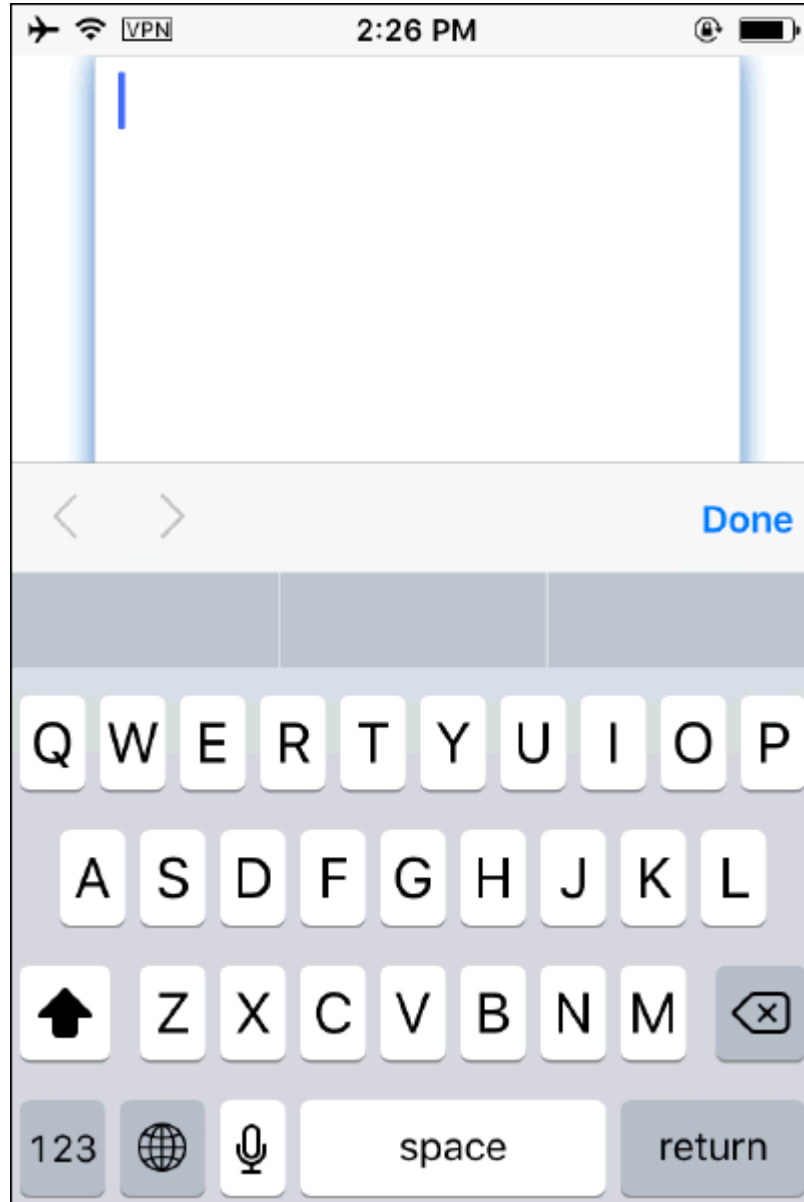 VPN 2:26 PM
Done
Q W E R T Y U I O P
A S D F G H J K L
Z X C V B N M
123 space return